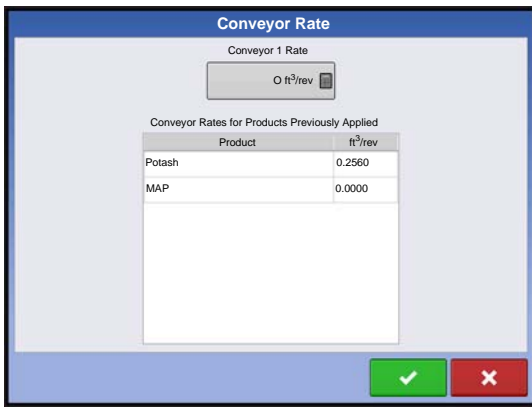 Conveyor Rate
Conveyor 1 Rate
O ft³/rev
Conveyor Rates for Products Previously Applied
Product ft³/rev
Potash 0.2560
MAP 0.0000